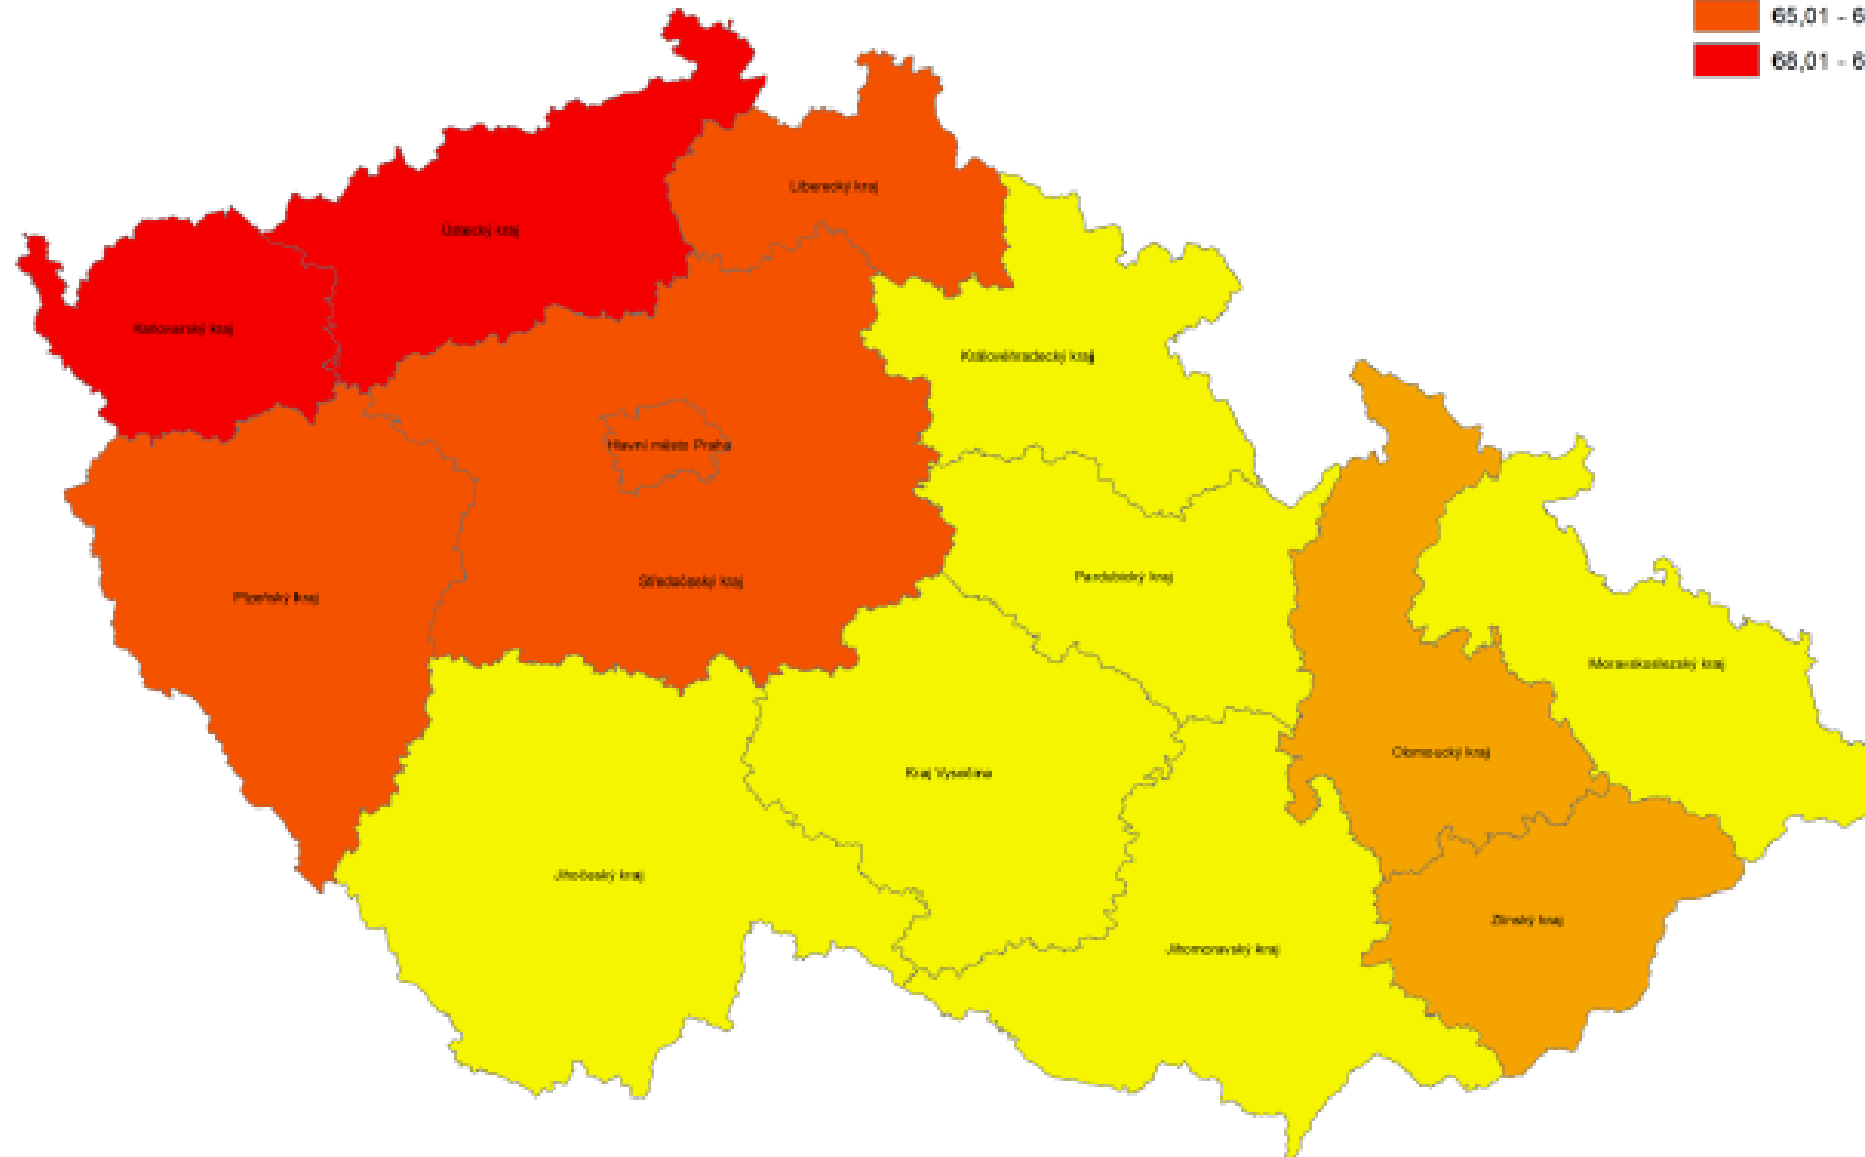 65,01 - 6
68,01 - 6
Liberecký kraj
Ústecký kraj
Karlovarský kraj
Královéhradecký kraj
Hlavní město Praha
Pardubický kraj
Středočeský kraj
Plzeňský kraj
Moravskoslezský kraj
Olomoucký kraj
Kraj Vysočina
Jihočeský kraj
Zlínský kraj
Jihomoravský kraj